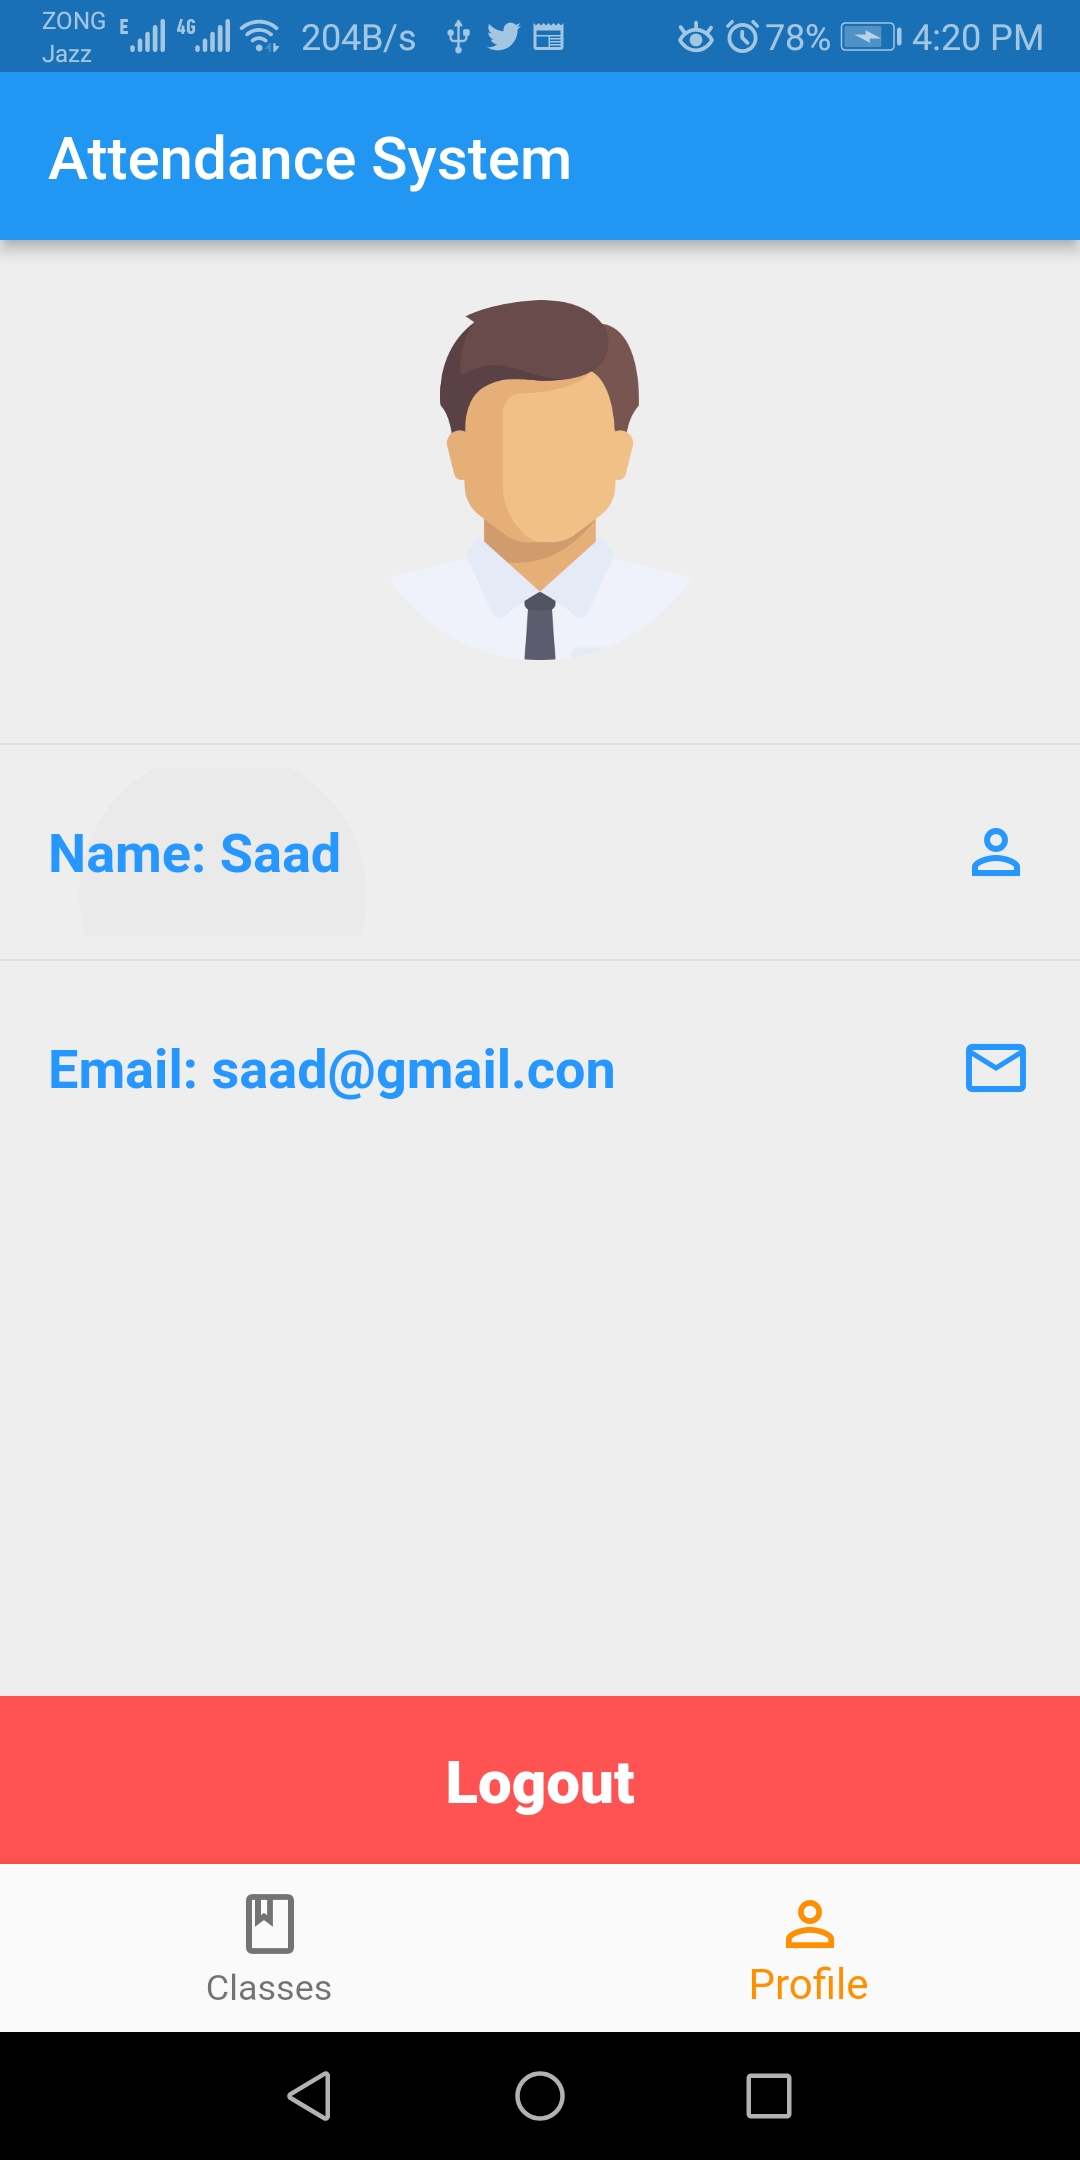 ZONG E 4G 204B/s 78% 4:20 PM
Jazz
Attendance System
Name: Saad
Email: saad@gmail.con
Logout
Classes Profile